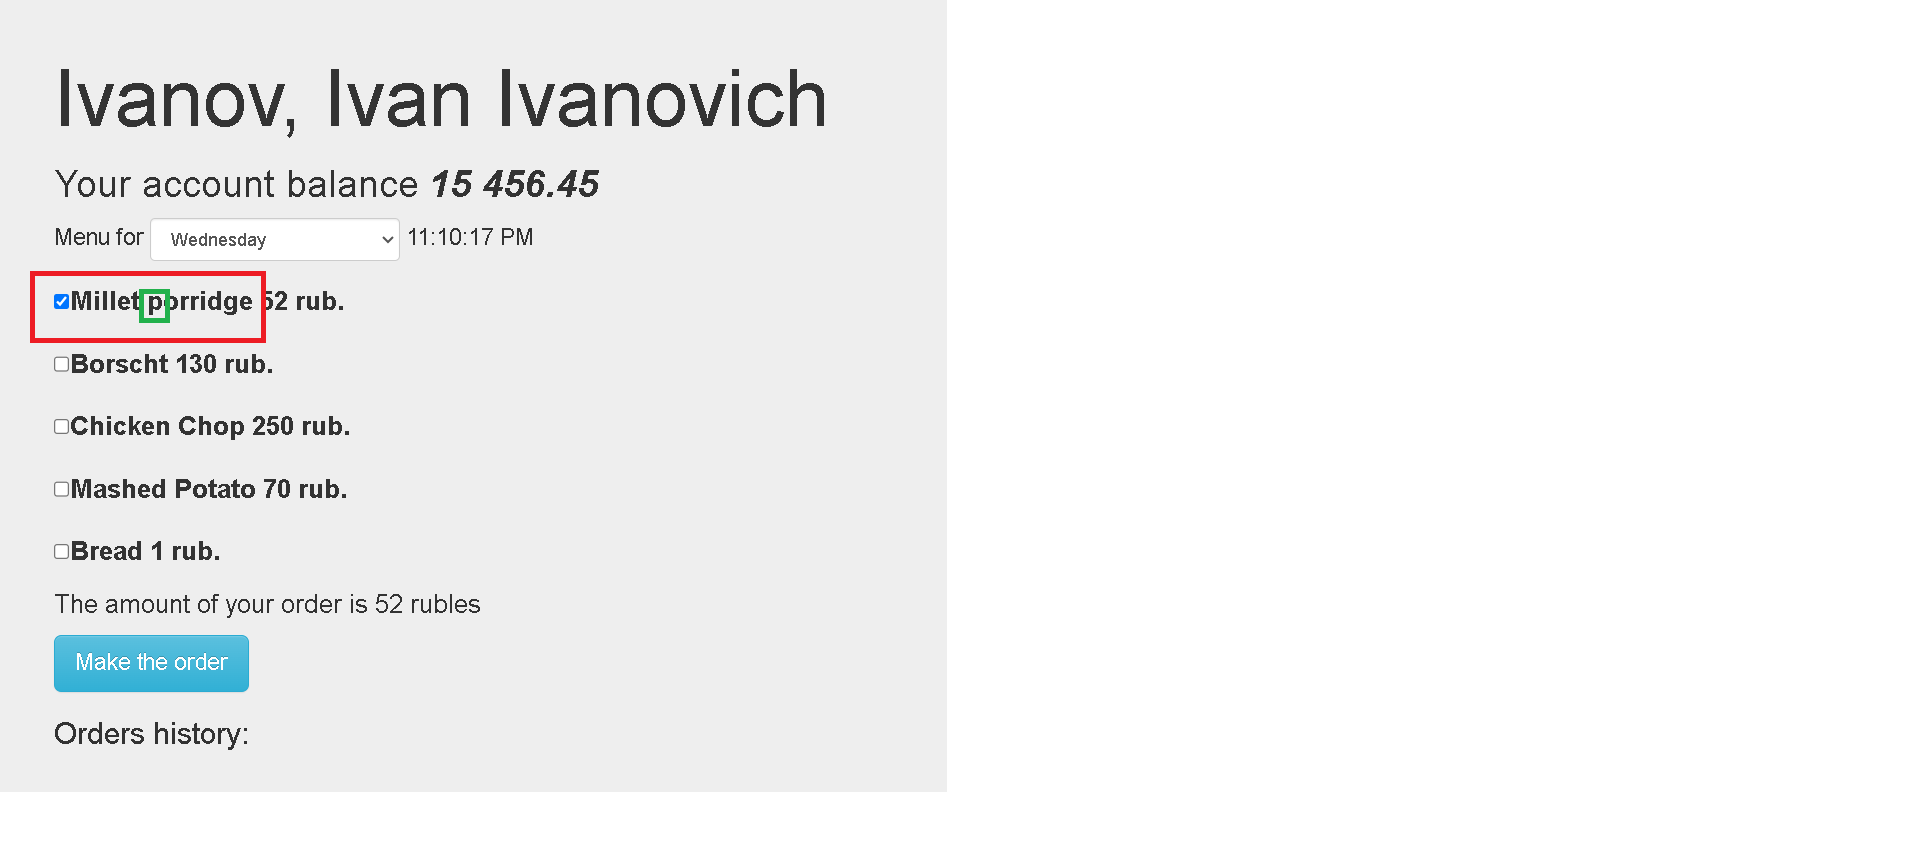 Ivanov, Ivan Ivanovich
Your account balance 15 456.45
Menu for Wednesday 11:10:17 PM
Millet porridge 52 rub.
Borscht 130 rub.
Chicken Chop 250 rub.
Mashed Potato 70 rub.
Bread 1 rub.
The amount of your order is 52 rubles
Make the order
Orders history: